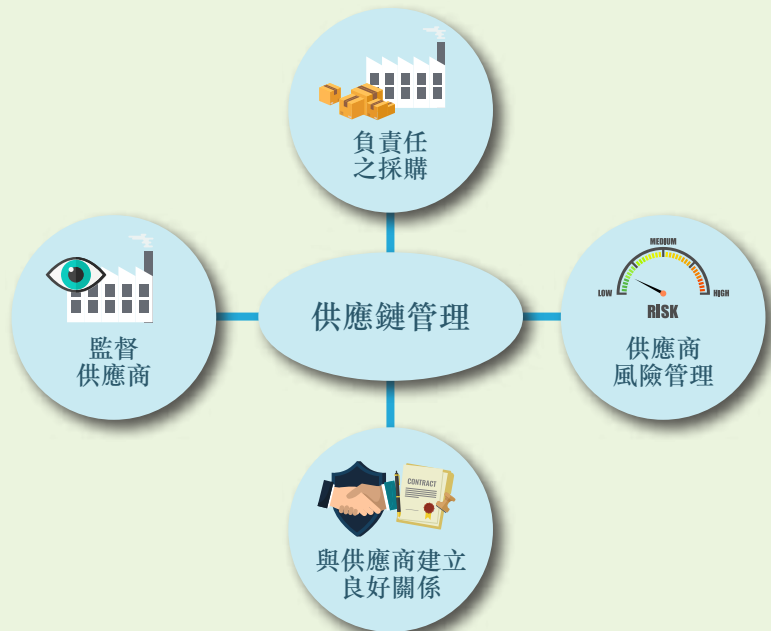 負責任
之採購
供應鏈管理
監督
供應商
LOW
MEDIUM
HIGH
RISK
供應商
風險管理
CONTRACT
與供應商建立
良好關係